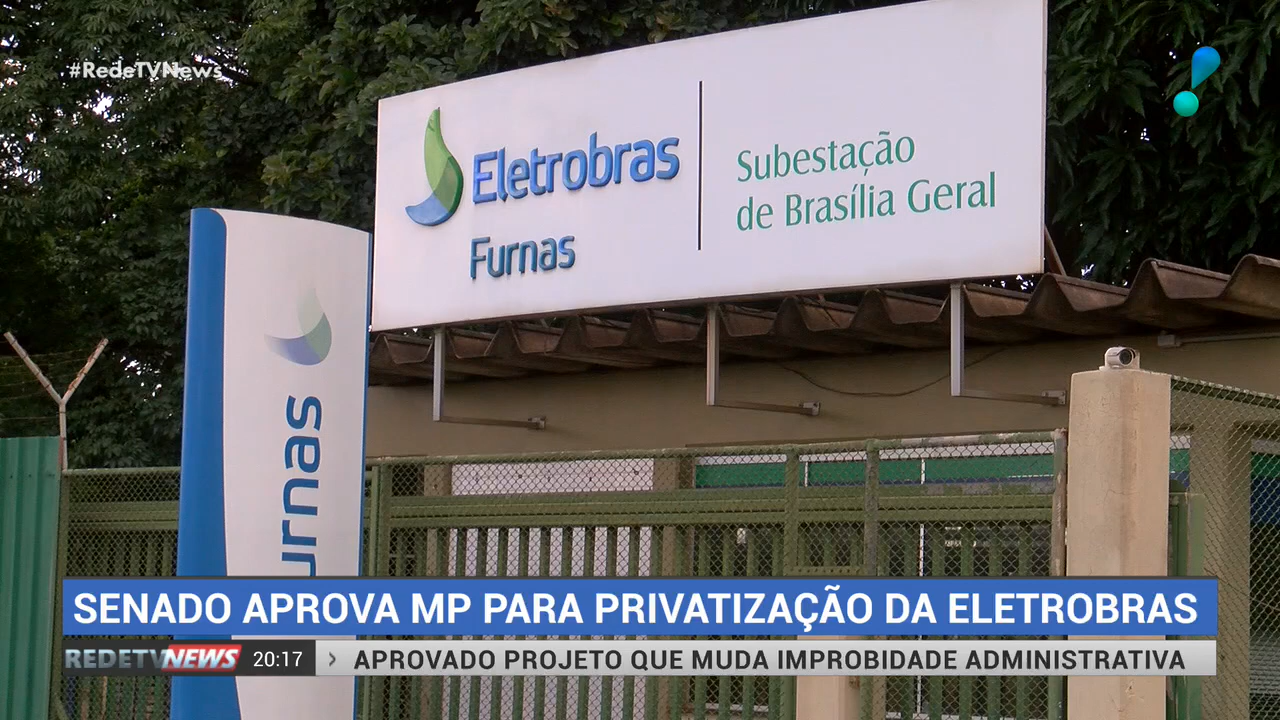 #RedeTVNews
Eletrobras
Furnas
Subestação
de Brasília Geral
urnas
SENADO APROVA MP PARA PRIVATIZAÇÃO DA ELETROBRAS
REDETV!NEWS 20:17 › APROVADO PROJETO QUE MUDA IMPROBIDADE ADMINISTRATIVA